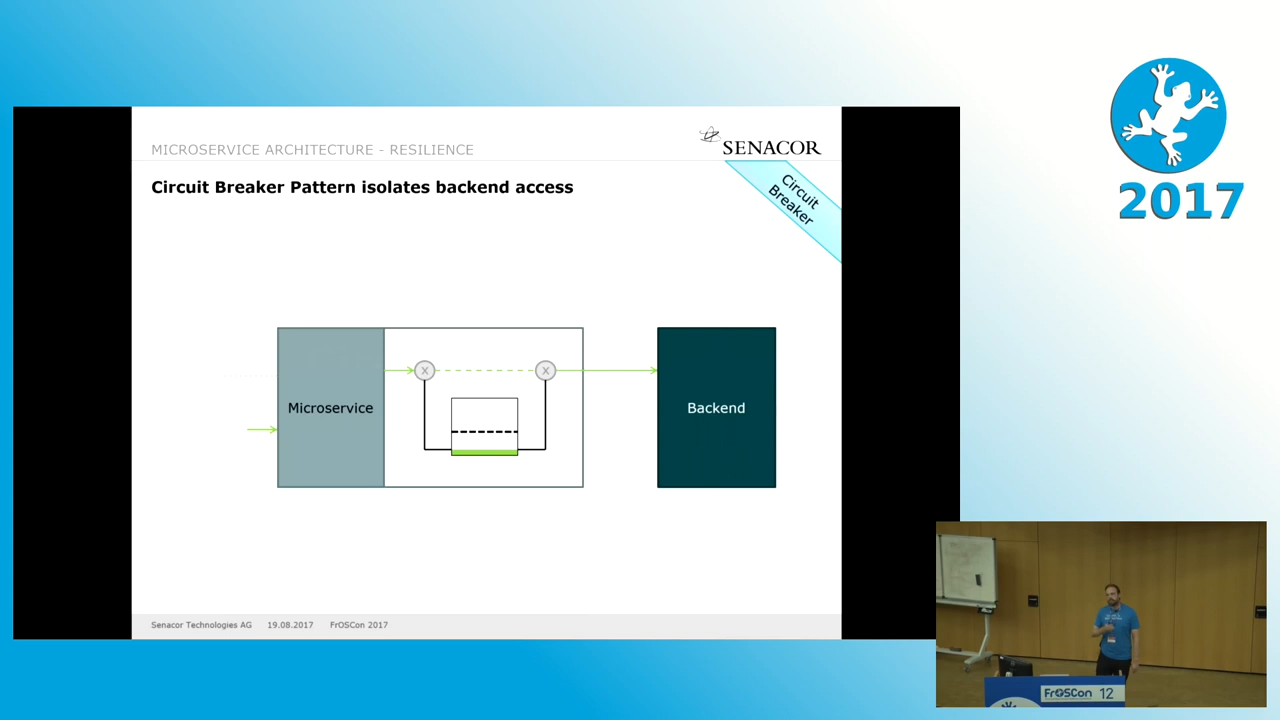 MICROSERVICE ARCHITECTURE - RESILIENCE
SENACOR
Circuit Breaker Pattern isolates backend access
Circuit
Breaker
2017
X
X
Microservice
Backend
Senacor Technologies AG 19.08.2017 FrOSCon 2017
FrOSCon 12